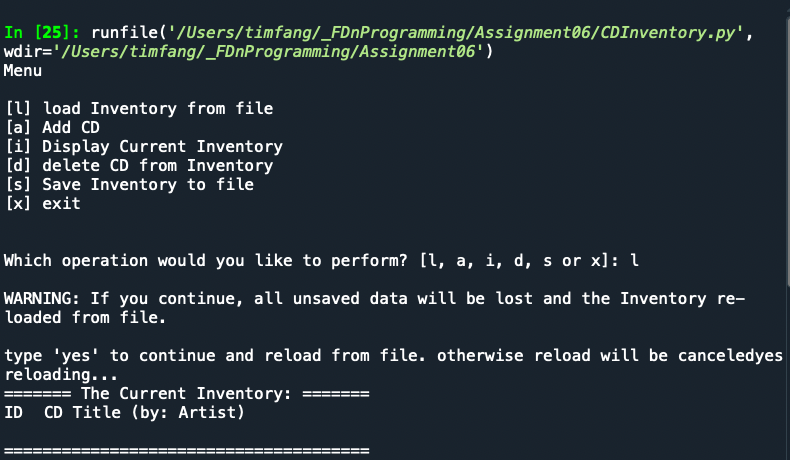 In [25]: runfile('/Users/timfang/_FDnProgramming/Assignment06/CDInventory.py',
wdir='/Users/timfang/_FDnProgramming/Assignment06')
Menu
[l] load Inventory from file
[a] Add CD
[i] Display Current Inventory
[d] delete CD from Inventory
[s] Save Inventory to file
[x] exit
Which operation would you like to perform? [l, a, i, d, s or x]: l
WARNING: If you continue, all unsaved data will be lost and the Inventory re-
loaded from file.
type 'yes' to continue and reload from file. otherwise reload will be canceledyes
reloading...
======= The Current Inventory: =======
ID  CD Title (by: Artist)
======================================